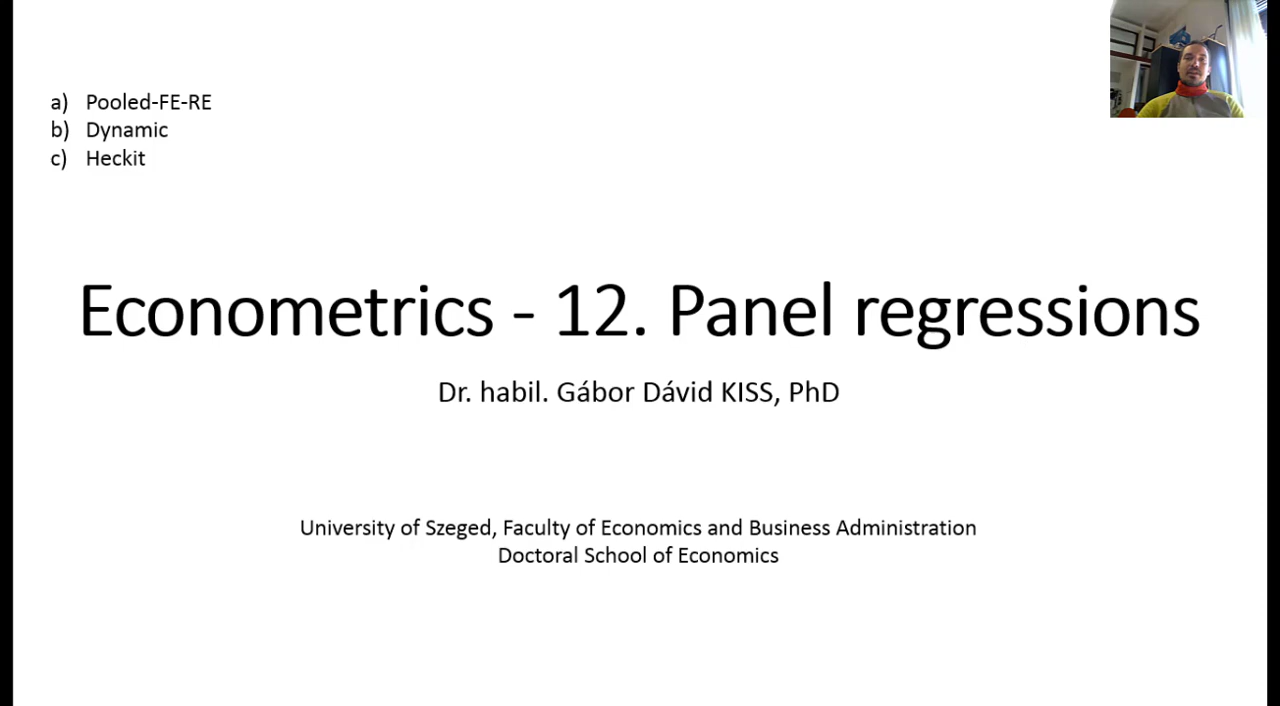 a) Pooled-FE-RE
b) Dynamic
c) Heckit
Econometrics - 12. Panel regressions
Dr. habil. Gábor Dávid KISS, PhD
University of Szeged, Faculty of Economics and Business Administration
Doctoral School of Economics